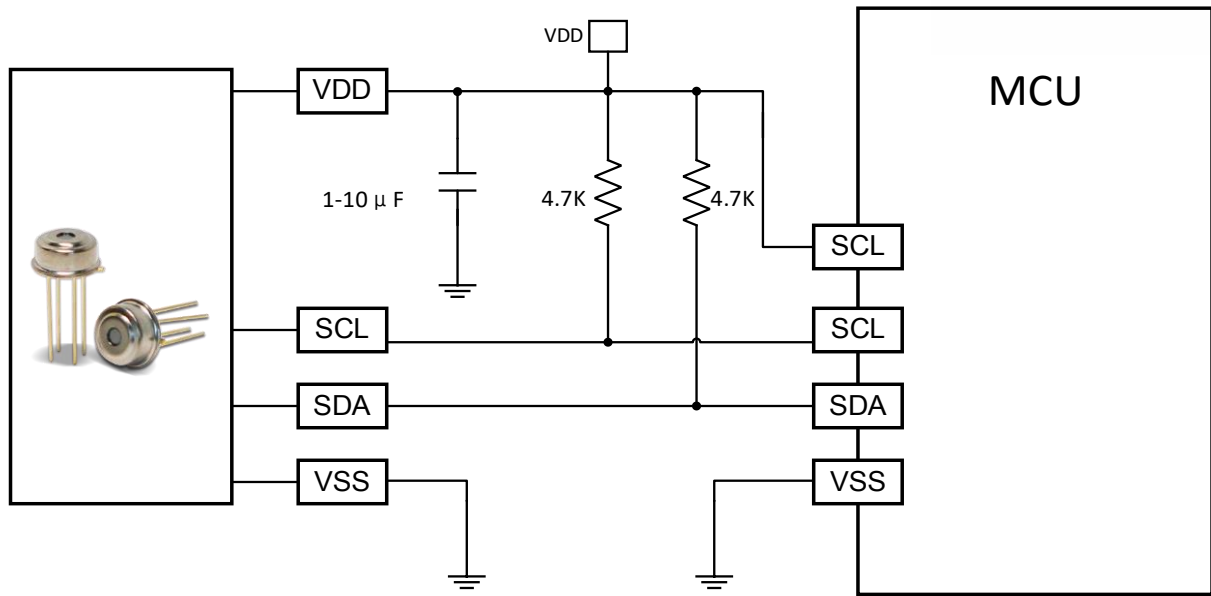 VDD
MCU
VDD
1-10 μ F
4.7K
4.7K
SCL
SCL
SCL
SDA
SDA
VSS
VSS